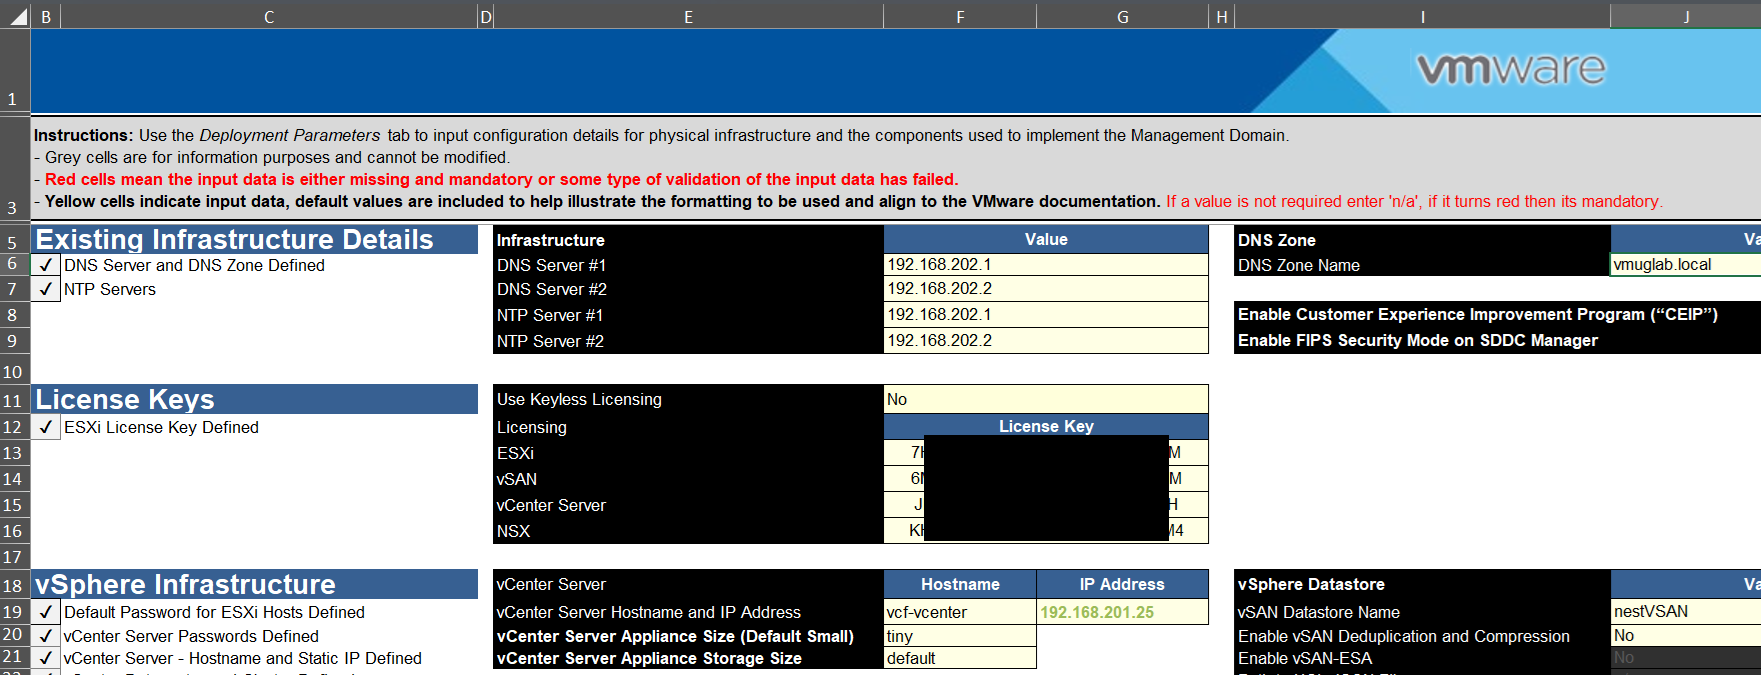 B C D E F G H I J
1 vmware
Instructions: Use the Deployment Parameters tab to input configuration details for physical infrastructure and the components used to implement the Management Domain.
- Grey cells are for information purposes and cannot be modified.
- Red cells mean the input data is either missing and mandatory or some type of validation of the input data has failed.
3 - Yellow cells indicate input data, default values are included to help illustrate the formatting to be used and align to the VMware documentation. If a value is not required enter 'n/a', if it turns red then its mandatory.
5 Existing Infrastructure Details Infrastructure Value DNS Zone
6 ✓ DNS Server and DNS Zone Defined DNS Server #1 192.168.202.1 DNS Zone Name vmuglab.local
7 ✓ NTP Servers DNS Server #2 192.168.202.2
8 NTP Server #1 192.168.202.1 Enable Customer Experience Improvement Program (“CEIP”)
9 NTP Server #2 192.168.202.2 Enable FIPS Security Mode on SDDC Manager
10
11 License Keys Use Keyless Licensing No
12 ✓ ESXi License Key Defined Licensing License Key
13 ESXi 7 M
14 vSAN 6 M
15 vCenter Server J H
16 NSX K M4
17
18 vSphere Infrastructure vCenter Server Hostname IP Address vSphere Datastore
19 ✓ Default Password for ESXi Hosts Defined vCenter Server Hostname and IP Address vcf-vcenter 192.168.201.25 vSAN Datastore Name nestVSAN
20 ✓ vCenter Server Passwords Defined vCenter Server Appliance Size (Default Small) tiny Enable vSAN Deduplication and Compression No
21 ✓ vCenter Server - Hostname and Static IP Defined vCenter Server Appliance Storage Size default Enable vSAN-ESA No